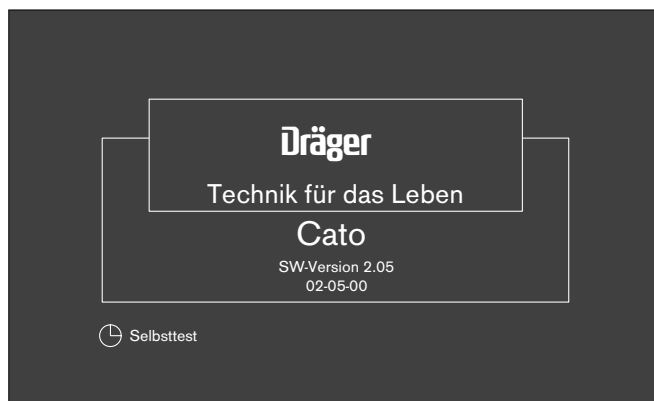 Dräger
Technik für das Leben
Cato
SW-Version 2.05
02-05-00
Selbsttest